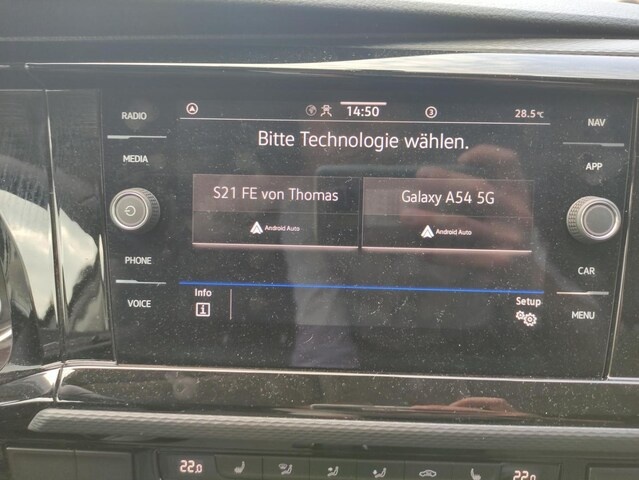 RADIO
MEDIA
PHONE
VOICE
14:50
3
28.5°C
Bitte Technologie wählen.
S21 FE von Thomas
Android Auto
Galaxy A54 5G
Android Auto
Info
i
Setup
NAV
APP
CAR
MENU
22.0
22.0